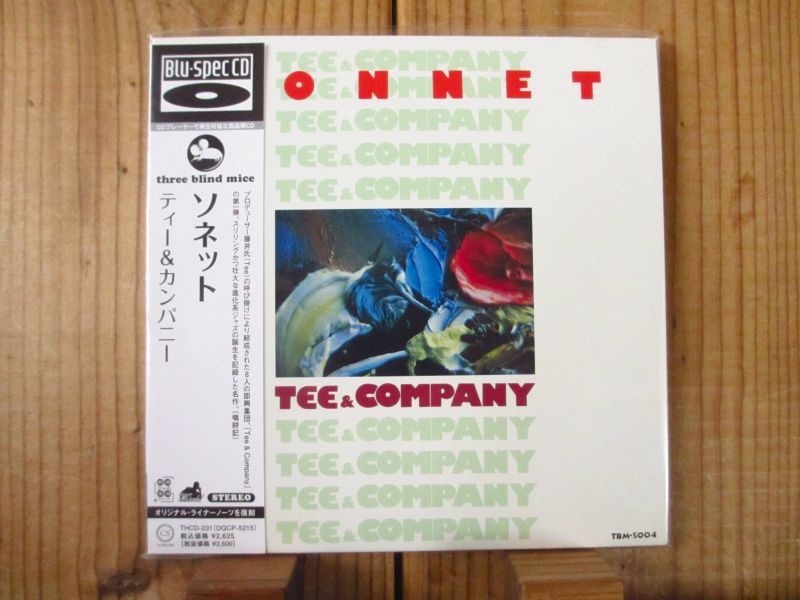 Blu-spec CD
CDプレーヤーで再生可能な高品質CD
three blind mice
ソネット
ティー&カンパニー
プロデューサー藤井氏(Tee)の呼び掛けにより結成された8人の即興集団、「Tee & Company」
の第一弾。スリリングかつ壮大な進化系ジャズの誕生を記録した名作。(塙耕記)
STEREO
オリジナル・ライナーノーツを復刻
THCD-231(DQCP-5215)
税込価格 ¥2,625
[税抜価格 ¥2,500]
TEE & COMPANY
ONNET
TEE & COMPANY
TEE & COMPANY
TEE & COMPANY
TEE & COMPANY
TEE & COMPANY
TEE & COMPANY
TEE & COMPANY
TEE & COMPANY
TEE & COMPANY
TBM-5004